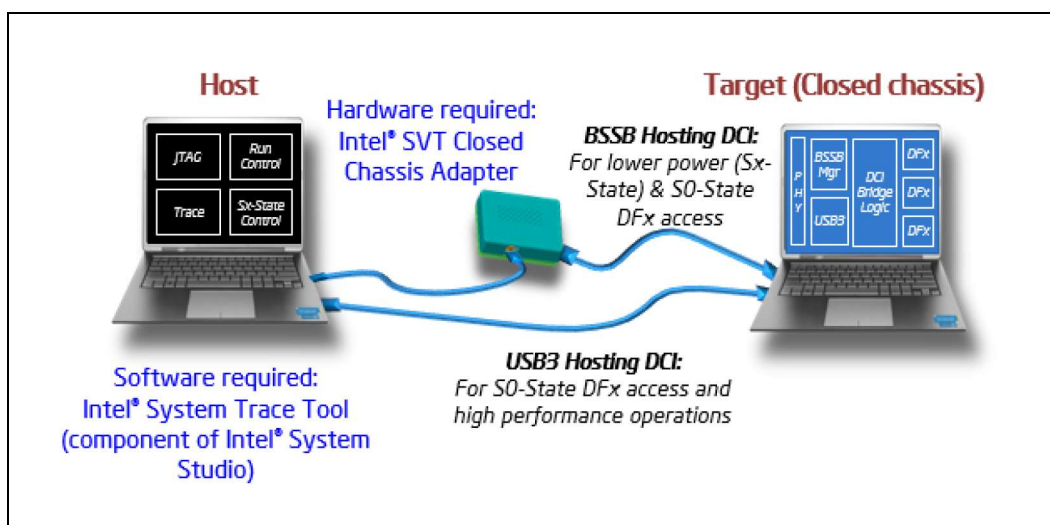 Host
Target (Closed chassis)
Hardware required:
Intel® SVT Closed
Chassis Adapter
BSSB Hosting DCI:
For lower power (Sx-
State) & S0-State
DFx access
JTAG
Run
Control
Trace
Sx-State
Control
P
H
Y
BSSB
Mgr
USB3
DCI
Bridge
Logic
DFx
DFx
DFx
USB3 Hosting DCI:
For S0-State DFx access and
high performance operations
Software required:
Intel® System Trace Tool
(component of Intel® System
Studio)